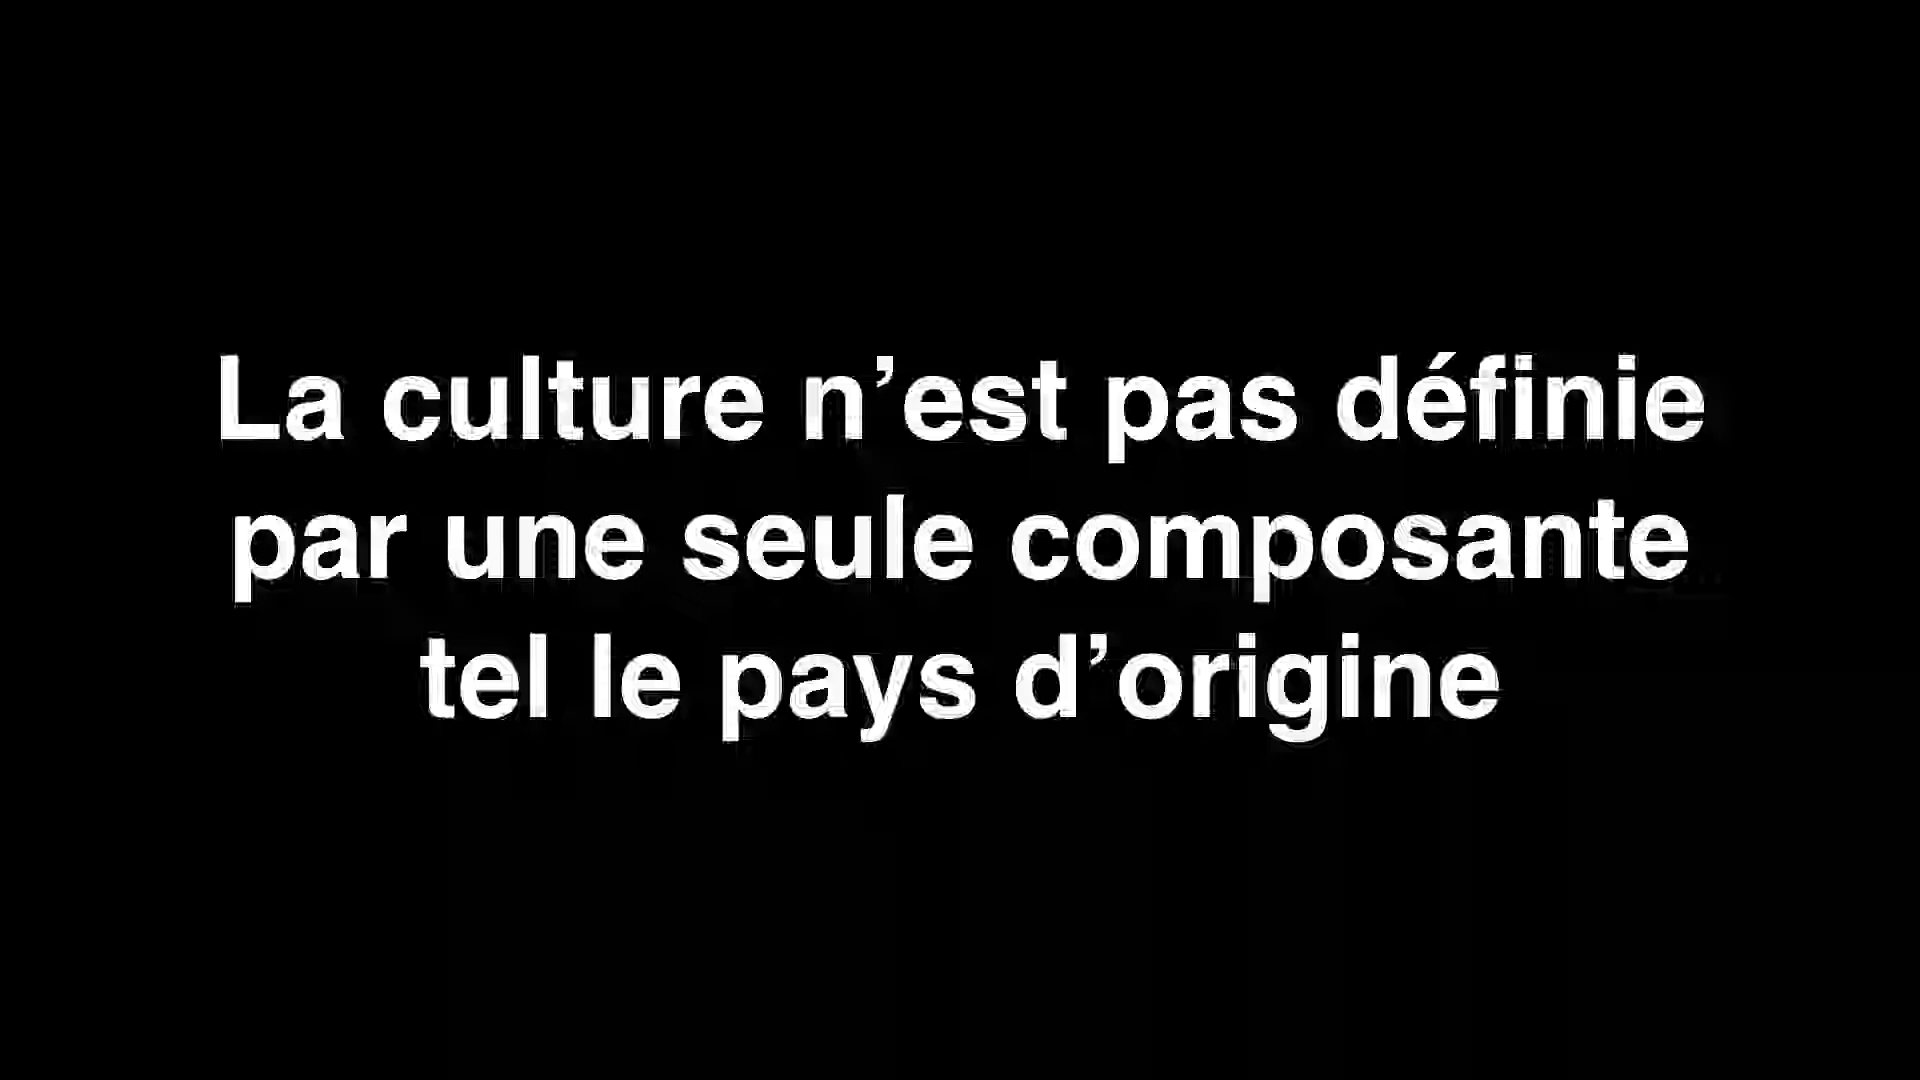 La culture n’est pas définie
par une seule composante
tel le pays d’origine